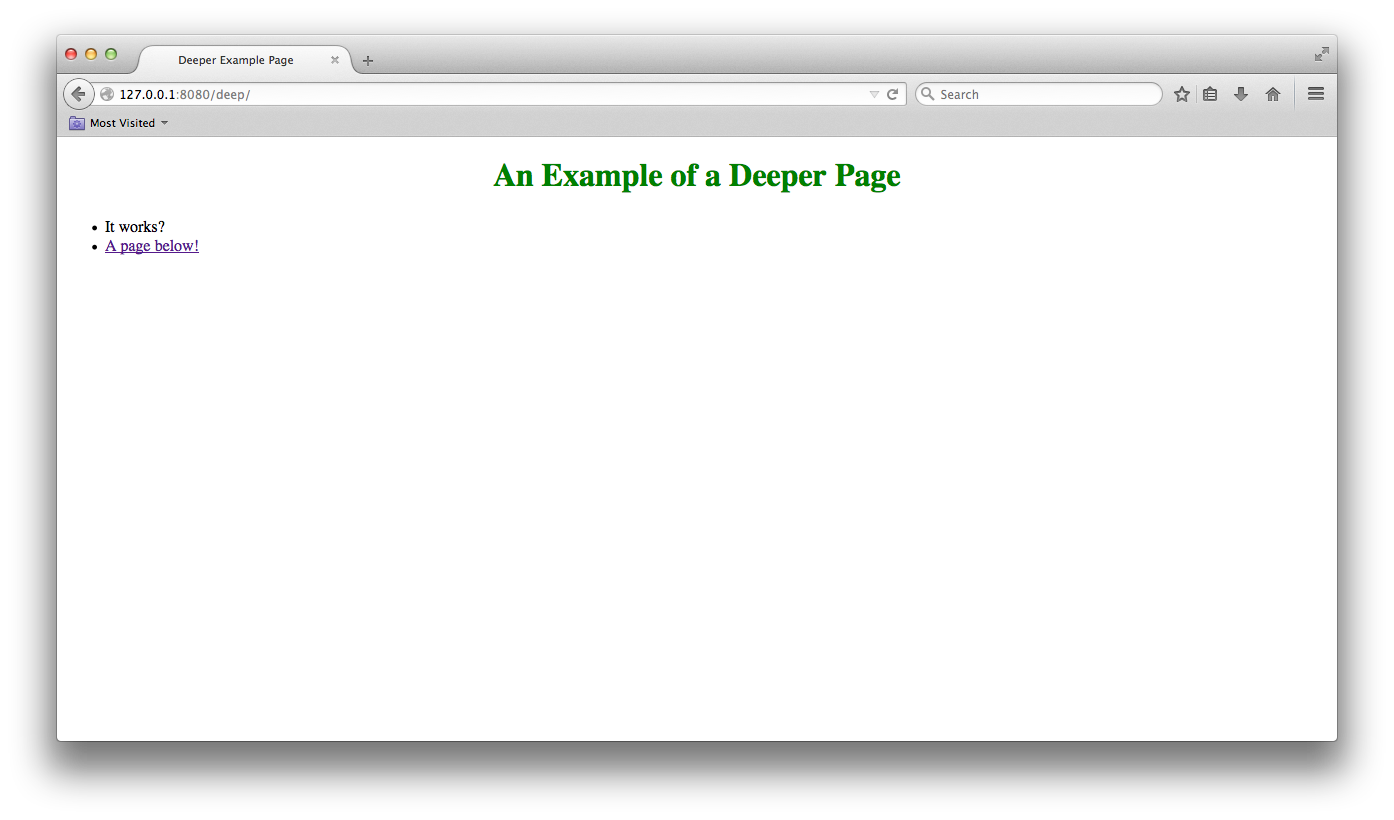 Deeper Example Page
127.0.0.1:8080/deep/
Search
Most Visited
An Example of a Deeper Page
It works?
A page below!